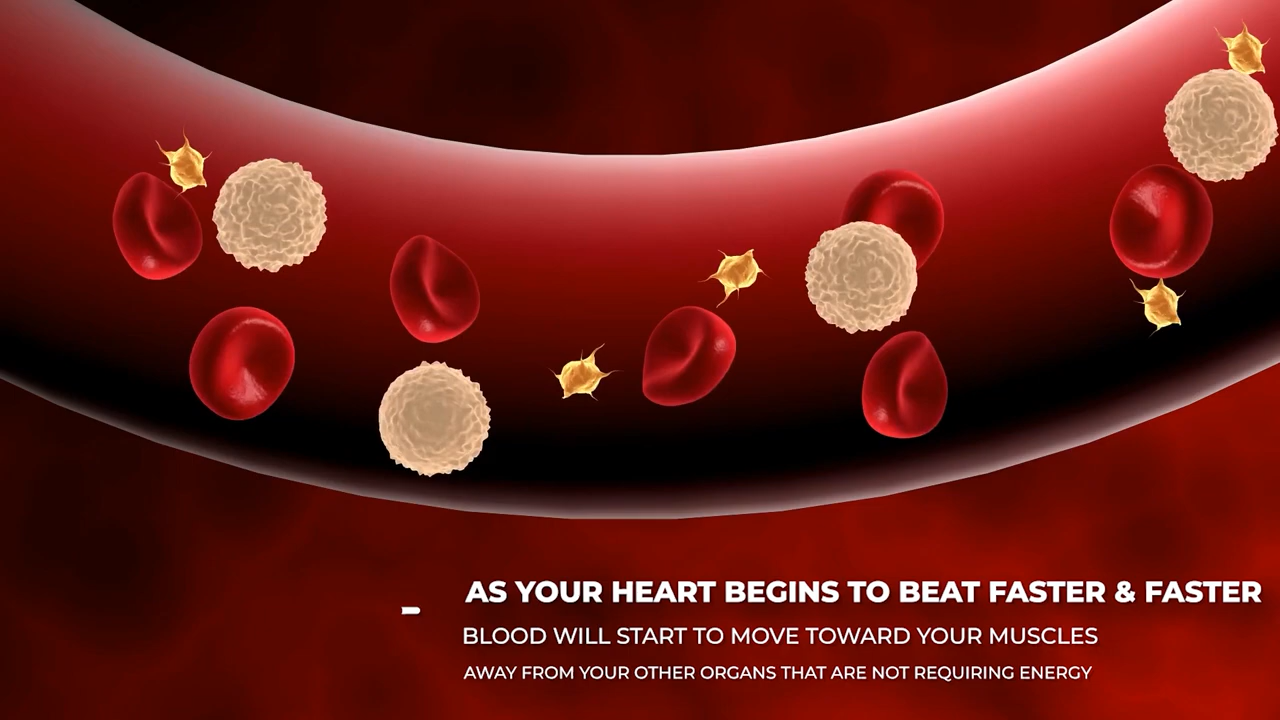 AS YOUR HEART BEGINS TO BEAT FASTER & FASTER
BLOOD WILL START TO MOVE TOWARD YOUR MUSCLES
AWAY FROM YOUR OTHER ORGANS THAT ARE NOT REQUIRING ENERGY